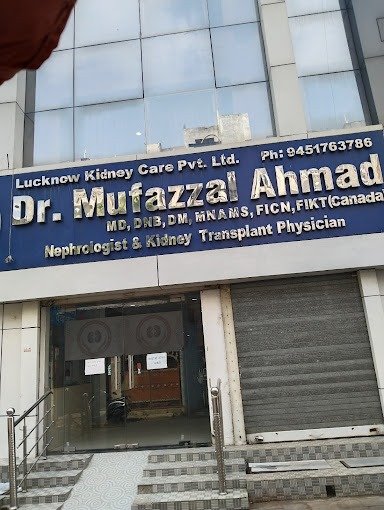 Lucknow Kidney Care Pvt. Ltd. Ph: 9451763786
Dr. Mufazzal Ahmad
MD, DNB, DM, MNAMS, FICN, FIKT (Canada)
Nephrologist & Kidney Transplant Physician